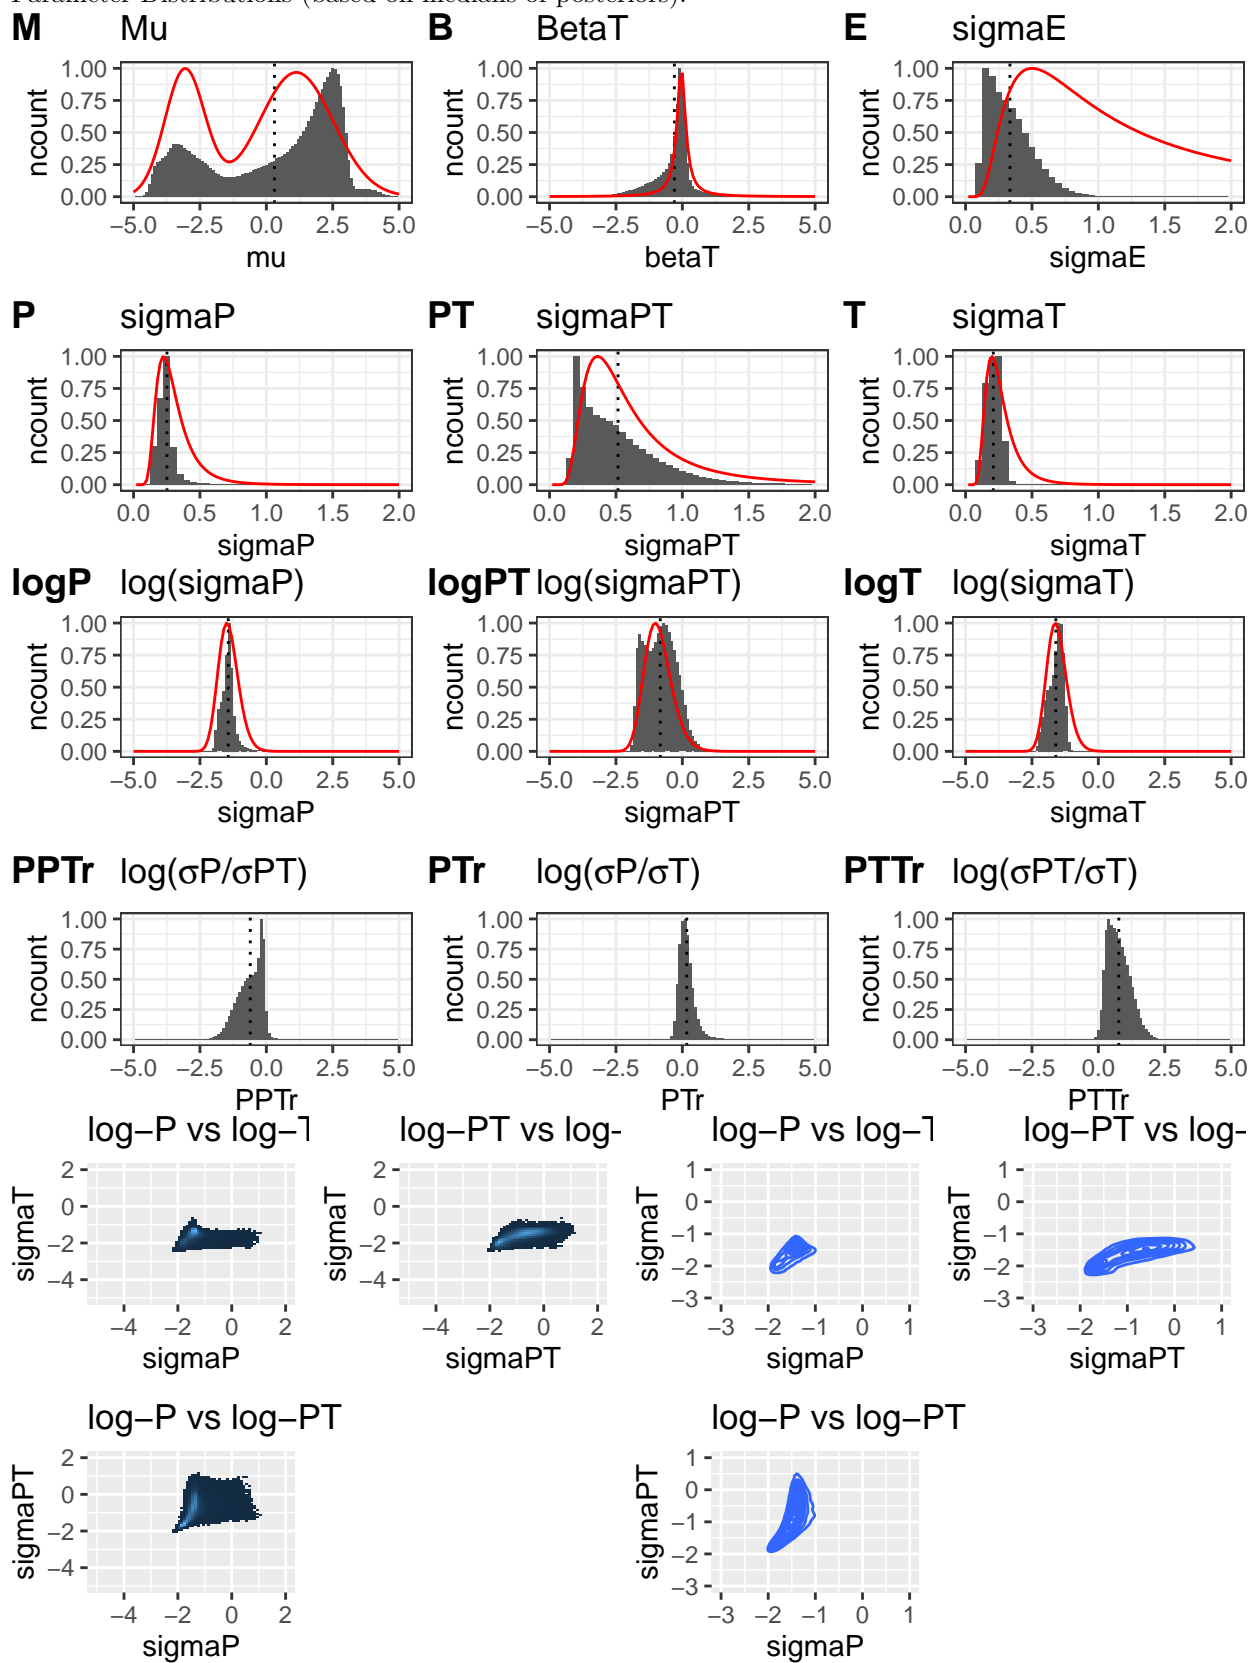 Parameter Distributions (based on medians of posteriors).
M Mu B BetaT E sigmaE
ncount 1.00 0.75 0.50 0.25 0.00 ncount 1.00 0.75 0.50 0.25 0.00 ncount 1.00 0.75 0.50 0.25 0.00
−5.0 −2.5 0.0 2.5 5.0 −5.0 −2.5 0.0 2.5 5.0 0.0 0.5 1.0 1.5 2.0
mu betaT sigmaE
P sigmaP PT sigmaPT T sigmaT
ncount 1.00 0.75 0.50 0.25 0.00 ncount 1.00 0.75 0.50 0.25 0.00 ncount 1.00 0.75 0.50 0.25 0.00
0.0 0.5 1.0 1.5 2.0 0.0 0.5 1.0 1.5 2.0 0.0 0.5 1.0 1.5 2.0
sigmaP sigmaPT sigmaT
logP log(sigmaP) logPT log(sigmaPT) logT log(sigmaT)
ncount 1.00 0.75 0.50 0.25 0.00 ncount 1.00 0.75 0.50 0.25 0.00 ncount 1.00 0.75 0.50 0.25 0.00
−5.0 −2.5 0.0 2.5 5.0 −5.0 −2.5 0.0 2.5 5.0 −5.0 −2.5 0.0 2.5 5.0
sigmaP sigmaPT sigmaT
PPTr log(σP/σPT) PTr log(σP/σT) PTTr log(σPT/σT)
ncount 1.00 0.75 0.50 0.25 0.00 ncount 1.00 0.75 0.50 0.25 0.00 ncount 1.00 0.75 0.50 0.25 0.00
−5.0 −2.5 0.0 2.5 5.0 −5.0 −2.5 0.0 2.5 5.0 −5.0 −2.5 0.0 2.5 5.0
PPTr PTr PTTr
log−P vs log−T log−PT vs log− log−P vs log−T log−PT vs log−
sigmaT 2 0 −2 −4 sigmaT 2 0 −2 −4 sigmaT 1 0 −1 −2 −3 sigmaT 1 0 −1 −2 −3
−4 −2 0 2 −4 −2 0 2 −3 −2 −1 0 1 −3 −2 −1 0 1
sigmaP sigmaPT sigmaP sigmaPT
log−P vs log−PT log−P vs log−PT
sigmaPT 2 0 −2 −4 sigmaPT 1 0 −1 −2 −3
−4 −2 0 2 −3 −2 −1 0 1
sigmaP sigmaP